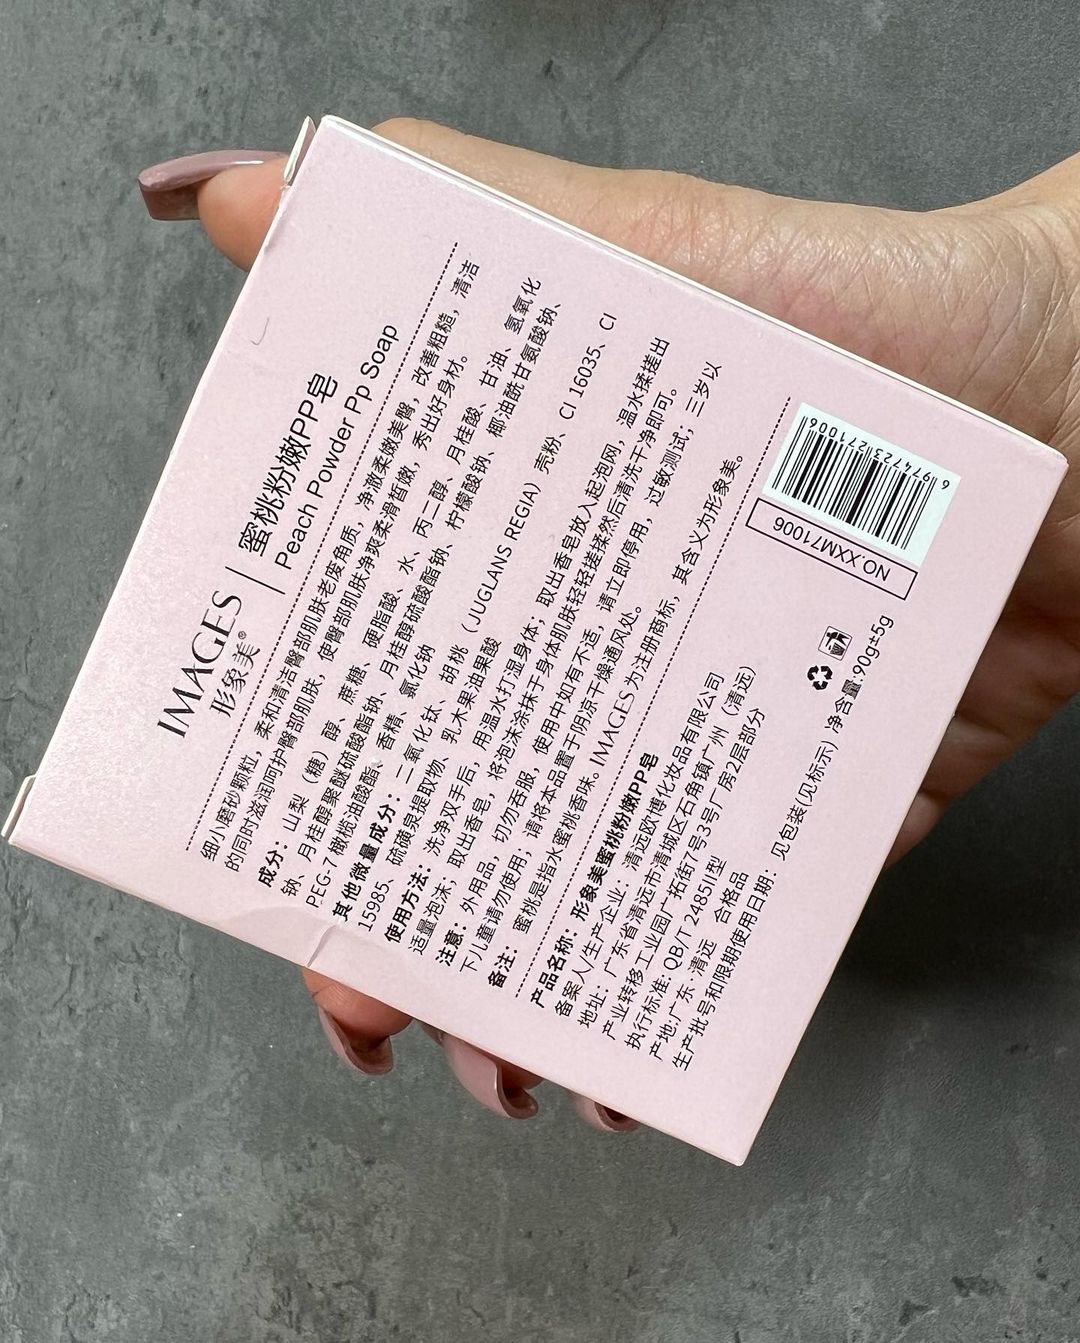 IMAGES®
形象美
蜜桃粉嫩PP皂
Peach Powder Pp Soap
细小磨砂颗粒，柔和清洁臀部肌肤老废角质，净澈柔嫩美臀，改善粗糙，清洁
的同时滋润呵护臀部肌肤，使臀部肌肤净爽柔滑皙嫩，秀出好身材。
成分：山梨（糖）醇、蔗糖、硬脂酸、水、丙二醇、月桂酸、甘油、氢氧化
钠、月桂醇聚醚硫酸酯钠、月桂醇硫酸酯钠、柠檬酸钠、椰油酰甘氨酸钠、
PEG-7 橄榄油酸酯、香精、氯化钠
其他微量成分：二氧化钛、胡桃（JUGLANS REGIA）壳粉、CI 16035、CI
15985、硫磺泉提取物、乳木果油果酸
使用方法：洗净双手后，用温水打湿身体；取出香皂放入起泡网，温水揉搓出
适量泡沫；取出香皂，将泡沫涂抹于身体肌肤轻轻搓揉然后清洗干净即可。
注意：外用品，切勿吞服，使用中如有不适，请立即停用，过敏测试；三岁以
下儿童请勿使用；请将本品置于阴凉干燥通风处。
备注：蜜桃是指水蜜桃香味。IMAGES 为注册商标，其含义为形象美。
产品名称：形象美蜜桃粉嫩PP皂
备案人/生产企业：清远欧博化妆品有限公司
地址：广东省清远市清城区石角镇广州（清远）
产业转移工业园广拓街7号3号厂房2层部分
执行标准: QB/T 2485II型
产地:广东·清远 合格品
生产批号和限期使用日期：见包装(见标示)
净含量: 90g±5g
NO.XXM71006
6 974723 271006